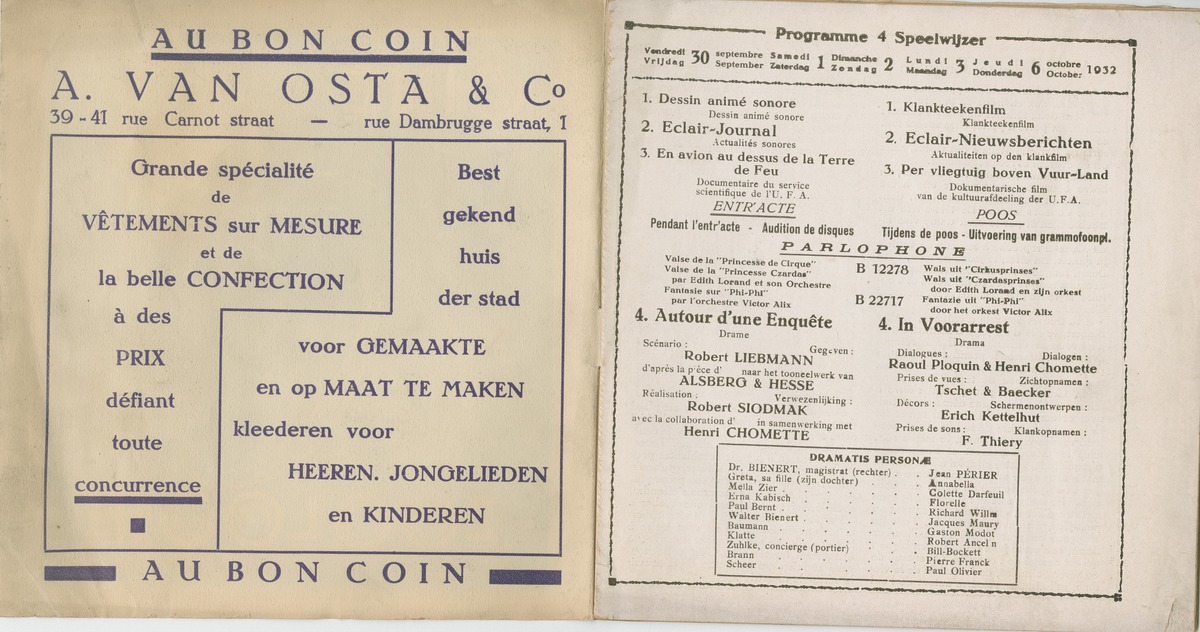 AU BON COIN
A. VAN OSTA & Co
39-41 rue Carnot straat — rue Dambrugge straat, 1
Grande spécialité
de
VÊTEMENTS sur MESURE
et de
la belle CONFECTION
à des
PRIX
défiant
toute
concurrence
Best
gekend
huis
der stad
voor GEMAAKTE
en op MAAT TE MAKEN
kleederen voor
HEEREN. JONGELIEDEN
en KINDEREN
AU BON COIN
Programme 4 Speelwijzer
Vendredi 30 septembre Samedi 1 Dimanche 2 Lundi 3 Jeudi 6 octobre 1932
Vrijdag September Zaterdag Zondag Maandag Donderdag October
1. Dessin animé sonore
Dessin animé sonore
2. Eclair-Journal
Actualités sonores
3. En avion au dessus de la Terre
de Feu
Documentaire du service
scientifique de l'U. F. A.
ENTR'ACTE
Pendant l'entr'acte - Audition de disques
1. Klankteekenfilm
Klankteekenfilm
2. Eclair-Nieuwsberichten
Aktualiteiten op den klankfilm
3. Per vliegtuig boven Vuur-Land
Dokumentarische film
van de kultuurafdeeling der U.F.A.
POOS
Tijdens de poos - Uitvoering van grammofoonpl.
PARLOPHONE
Valse de la "Princesse de Cirque" B 12278 Wals uit "Cirkusprinses"
Valse de la "Princesse Czardas" Wals uit "Czardasprinses"
par Edith Lorand et son Orchestre door Edith Lorand en zijn orkest
Fantasie sur "Phi-Phi" B 22717 Fantazie uit "Phi-Phi"
par l'orchestre Victor Alix door het orkest Victor Alix
4. Autour d'une Enquête
Drame
Scénario : Gegeven :
Robert LIEBMANN
d'après la pièce d' naar het tooneelwerk van
ALSBERG & HESSE
Réalisation : Verwezenlijking :
Robert SIODMAK
avec la collaboration d' in samenwerking met
Henri CHOMETTE
4. In Voorarrest
Drama
Dialogues : Dialogen :
Raoul Ploquin & Henri Chomette
Prises de vues : Zichtopnamen :
Tschet & Baecker
Décors : Schermenontwerpen :
Erich Kettelhut
Prises de sons : Klankopnamen :
F. Thiery
DRAMATIS PERSONÆ
Dr. BIENERT, magistrat (rechter) . . Jean PÉRIER
Greta, sa fille (zijn dochter) . . Annabella
Mella Zier . . Colette Darfeuil
Erna Kabisch . . Florelle
Paul Bernt . . Richard Willm
Walter Bienert . . Jacques Maury
Baumann . . Gaston Modot
Klatte . . Robert Ancelin
Zuhlke, concierge (portier) . . Bill-Bockett
Brann . . Pierre Franck
Scheer . . Paul Olivier